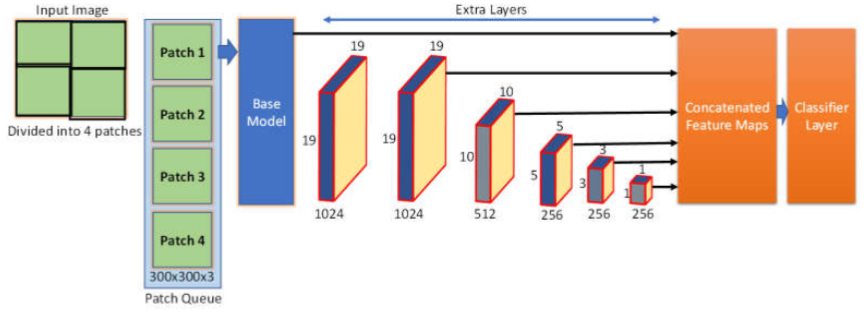 Input Image
Divided into 4 patches
Patch 1
Patch 2
Patch 3
Patch 4
300x300x3
Patch Queue
Base
Model
Extra Layers
19
19
1024
19
19
1024
10
10
512
5
5
256
3
3
256
1
1
256
Concatenated
Feature Maps
Classifier
Layer